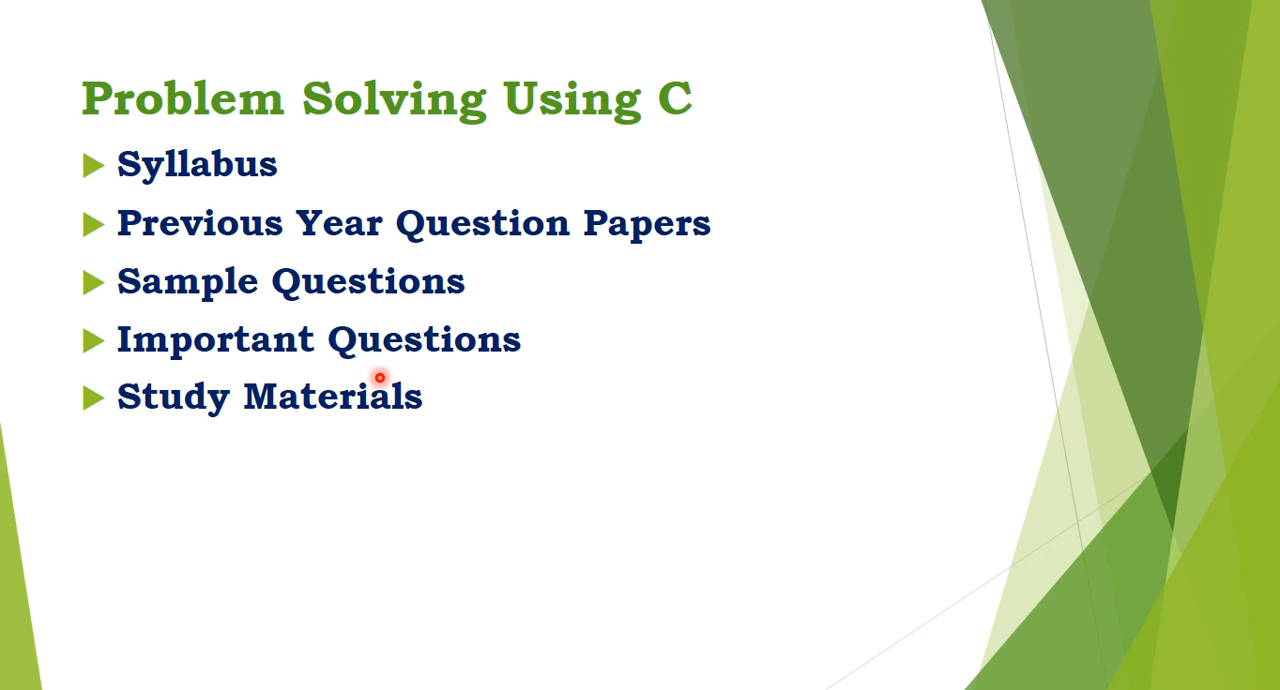 Problem Solving Using C
Syllabus
Previous Year Question Papers
Sample Questions
Important Questions
Study Materials